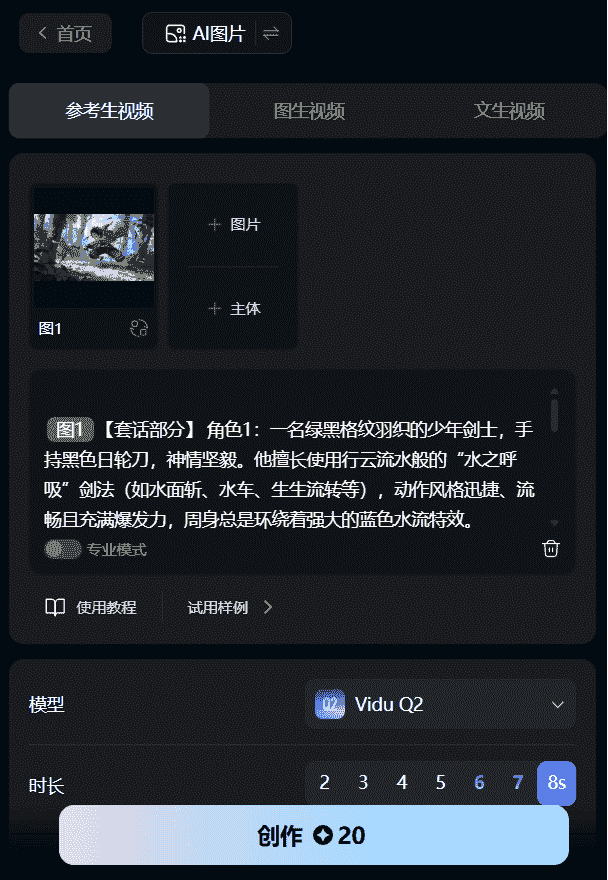 首页
AI图片
参考生视频
图生视频
文生视频
+ 图片
+ 主体
图1
图1 【套话部分】 角色1：一名绿黑格纹羽织的少年剑士，手
持黑色日轮刀，神情坚毅。他擅长使用行云流水般的“水之呼
吸”剑法（如水面斩、水车、生生流转等），动作风格迅捷、流
畅且充满爆发力，周身总是环绕着强大的蓝色水流特效。
专业模式
使用教程
试用样例
模型
Q2 Vidu Q2
时长
2 3 4 5 6 7 8s
创作 20